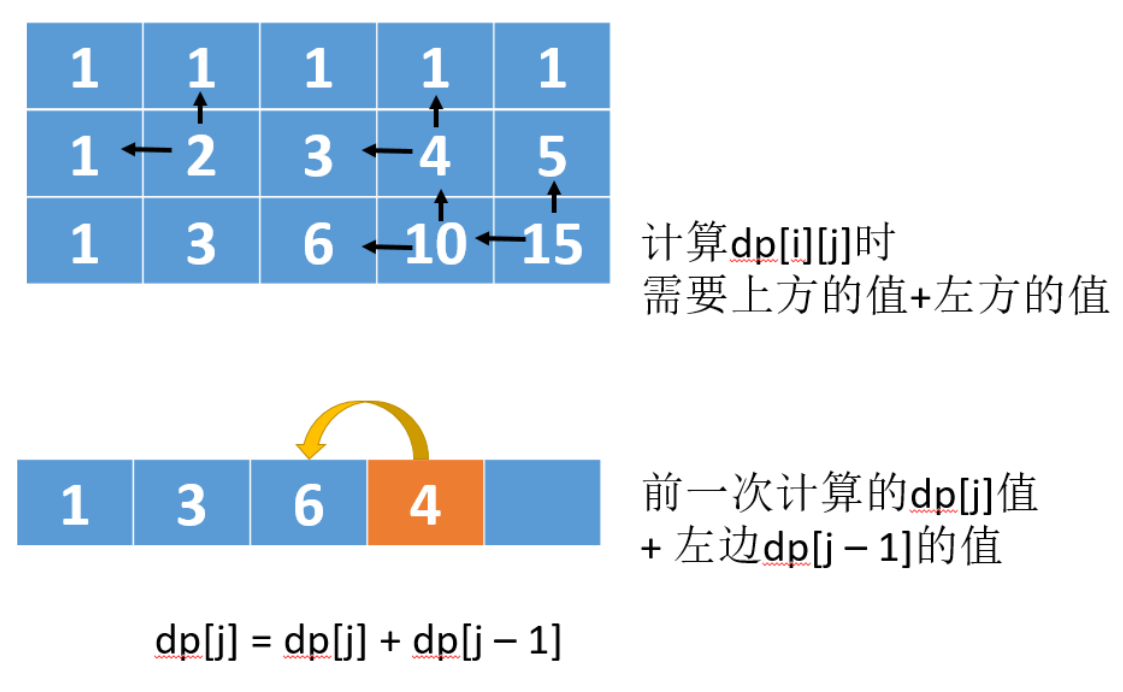 1 1 1 1 1
1 2 3 4 5
1 3 6 10 15
计算dp[i][j]时
需要上方的值+左方的值
1 3 6 4
前一次计算的dp[j]值
+ 左边dp[j – 1]的值
dp[j] = dp[j] + dp[j – 1]